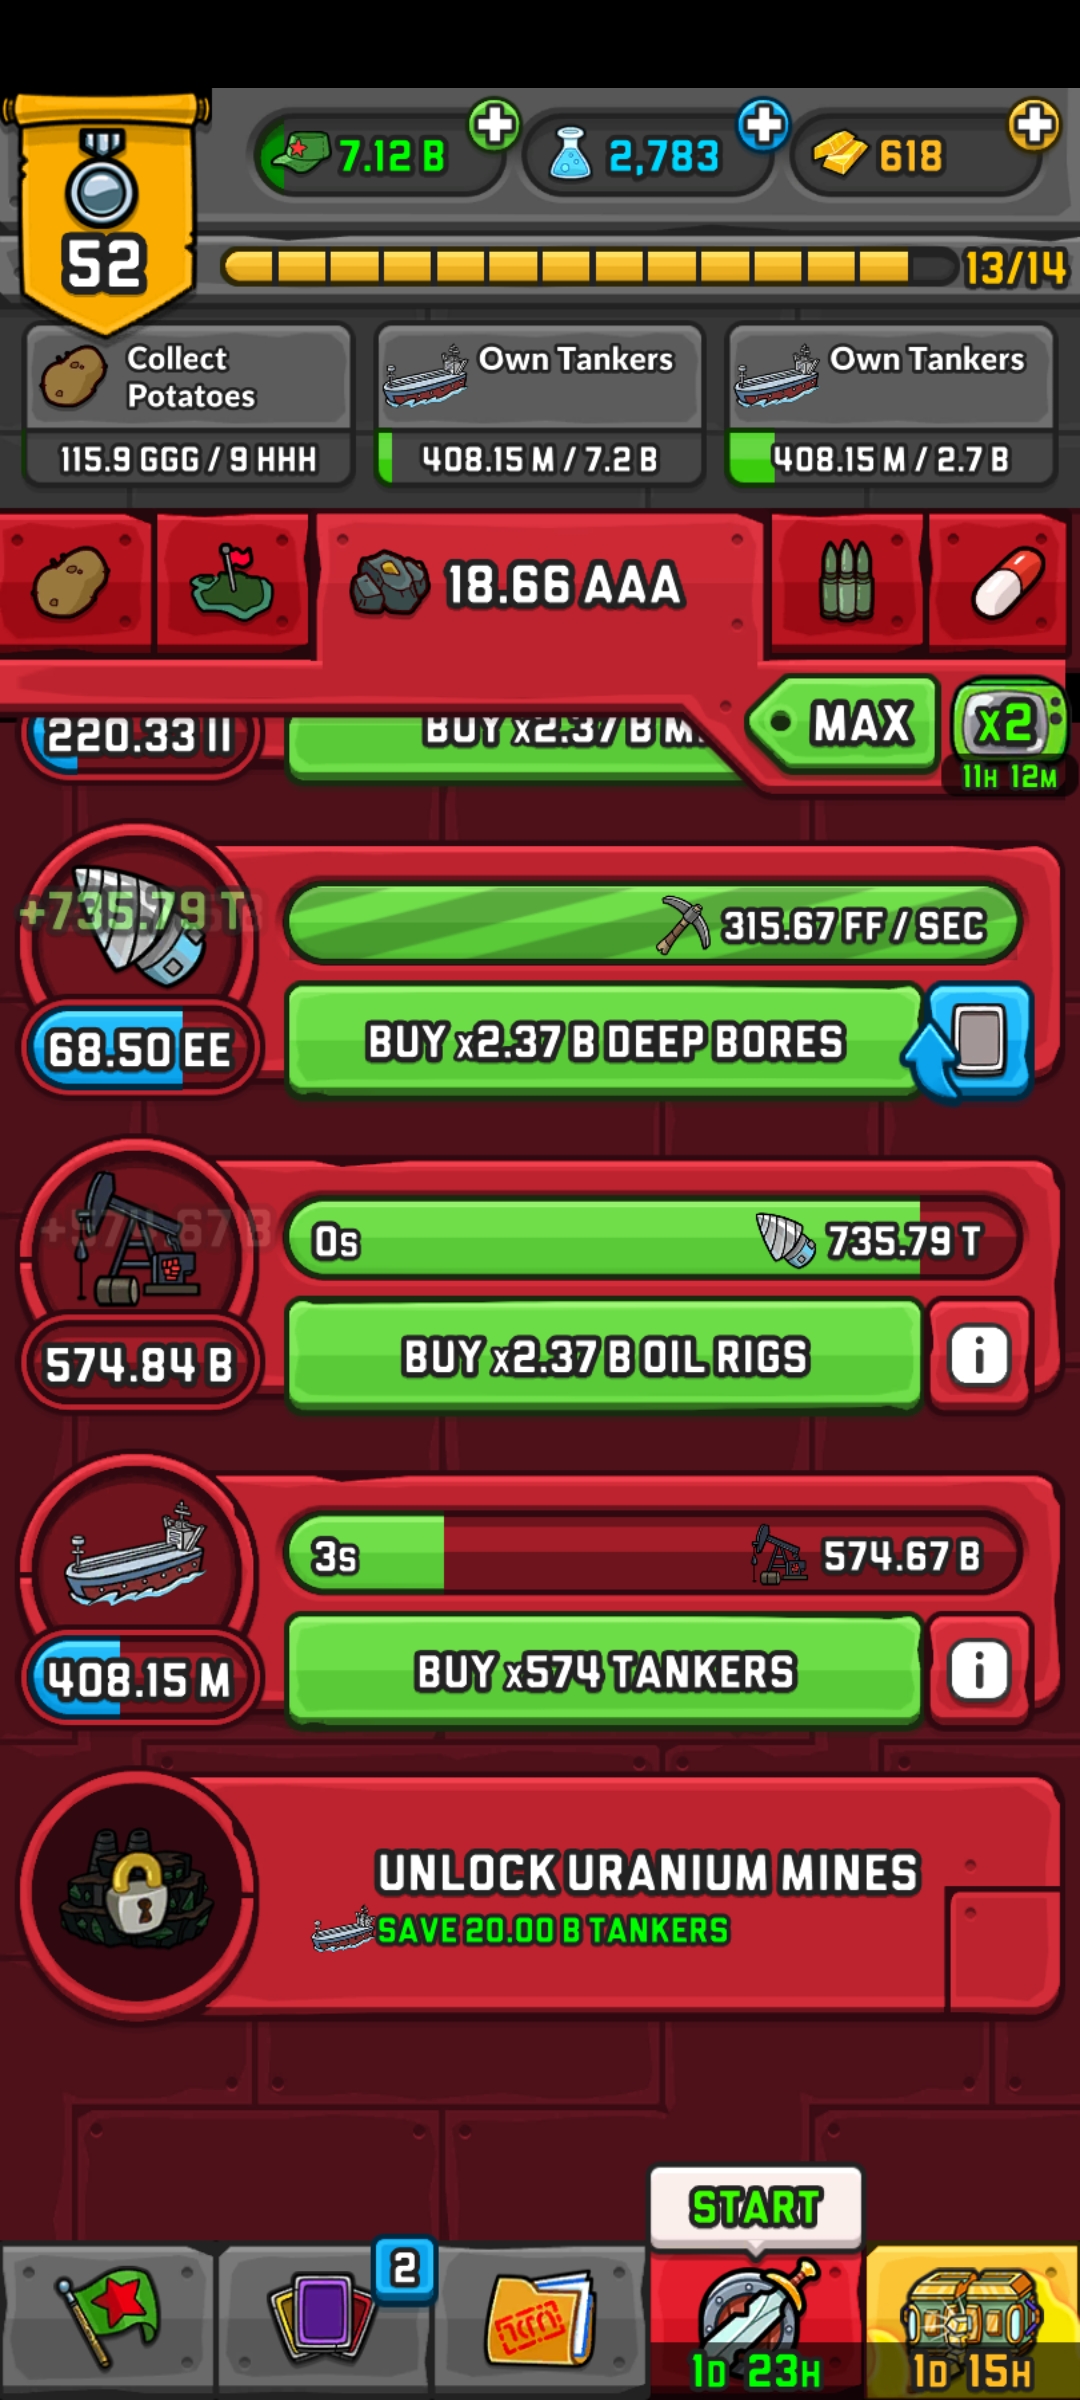 52
7.12 B
2,783
618
13/14
Collect
Potatoes
115.9 GGG / 9 HHH
Own Tankers
408.15 M / 7.2 B
Own Tankers
408.15 M / 2.7 B
18.66 AAA
MAX
x2
11H 12M
220.33 II
BUY x2.37 B M
+735.79 T
315.67 FF / SEC
68.50 EE
BUY x2.37 B DEEP BORES
+574.67 B
0s
735.79 T
574.84 B
BUY x2.37 B OIL RIGS
i
3s
574.67 B
408.15 M
BUY x574 TANKERS
i
UNLOCK URANIUM MINES
SAVE 20.00 B TANKERS
START
2
1D 23H
1D 15H